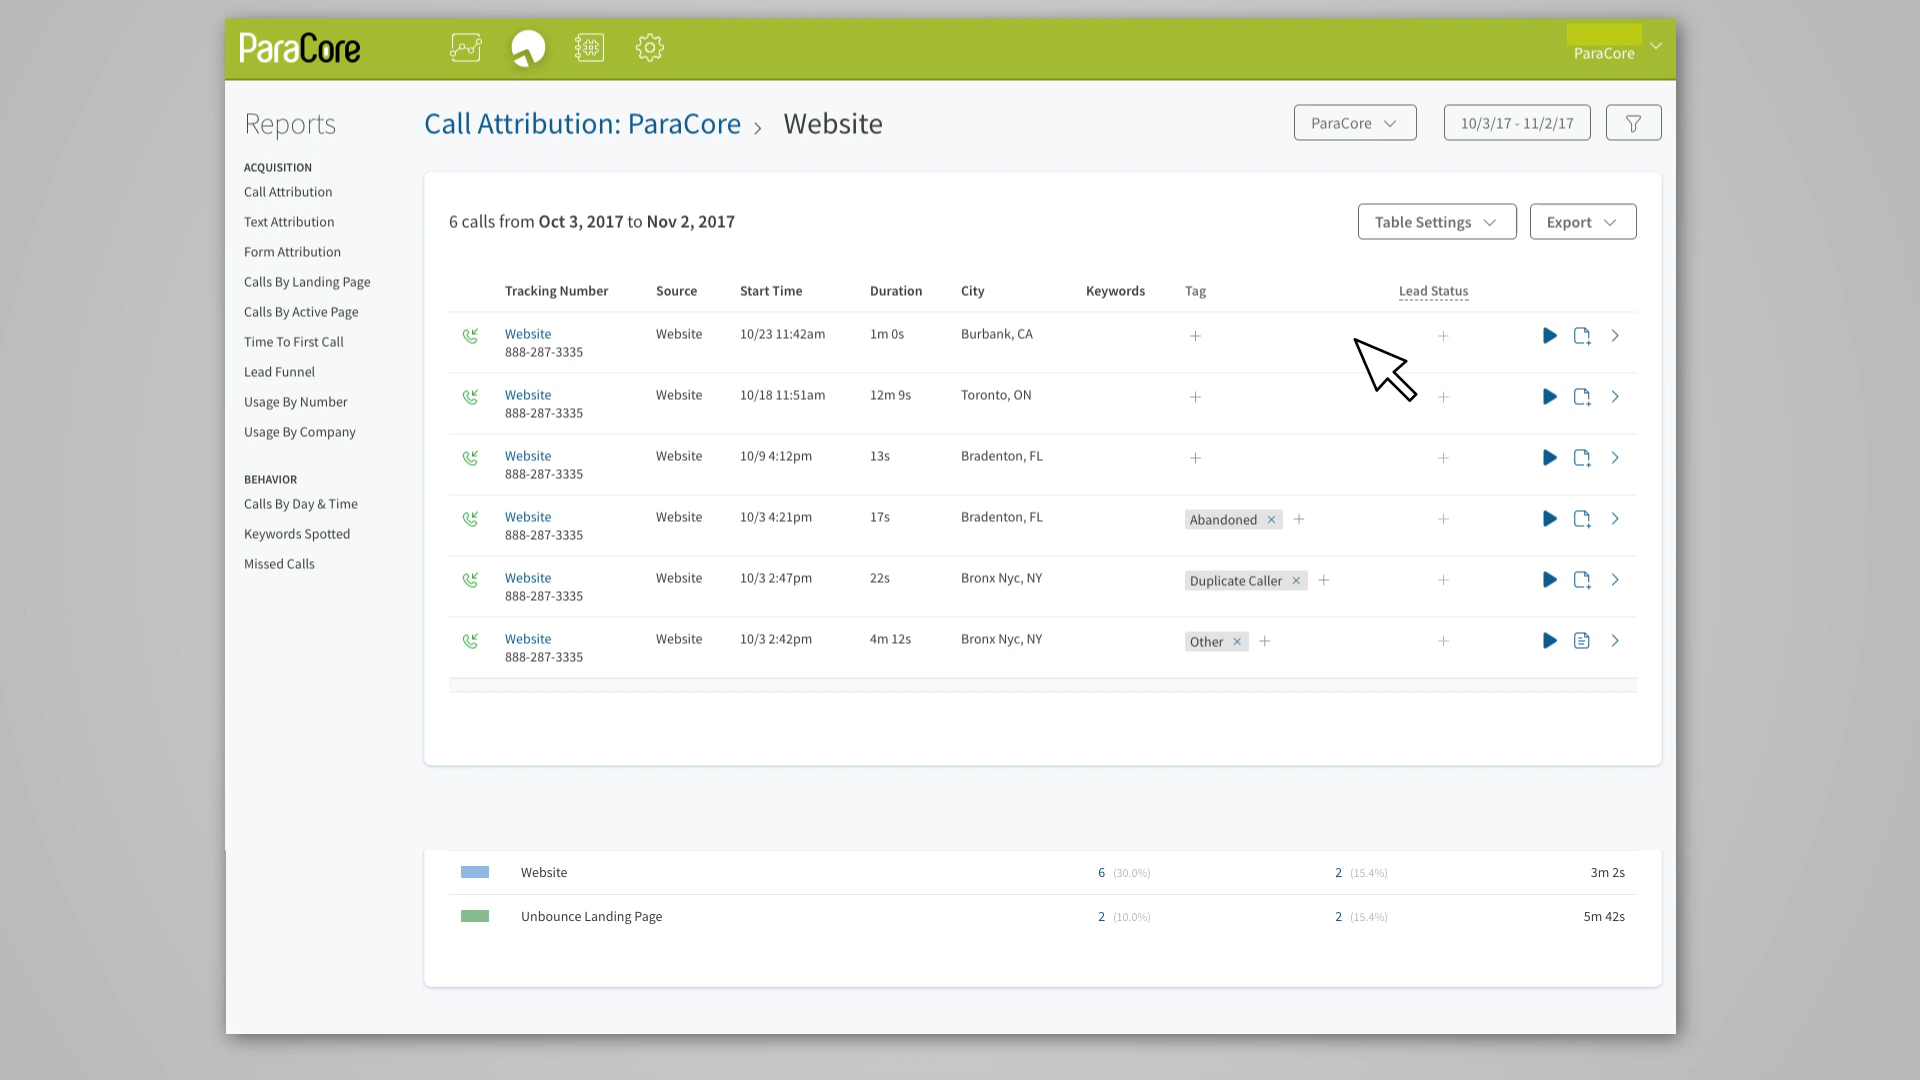 ParaCore
ParaCore
Reports
Call Attribution: ParaCore › Website
ParaCore
10/3/17 - 11/2/17
ACQUISITION
Call Attribution
Text Attribution
Form Attribution
Calls By Landing Page
Calls By Active Page
Time To First Call
Lead Funnel
Usage By Number
Usage By Company
BEHAVIOR
Calls By Day & Time
Keywords Spotted
Missed Calls
6 calls from Oct 3, 2017 to Nov 2, 2017
Table Settings
Export
Tracking Number Source Start Time Duration City Keywords Tag Lead Status
Website Website 10/23 11:42am 1m 0s Burbank, CA
888-287-3335
Website Website 10/18 11:51am 12m 9s Toronto, ON
888-287-3335
Website Website 10/9 4:12pm 13s Bradenton, FL
888-287-3335
Website Website 10/3 4:21pm 17s Bradenton, FL Abandoned
888-287-3335
Website Website 10/3 2:47pm 22s Bronx Nyc, NY Duplicate Caller
888-287-3335
Website Website 10/3 2:42pm 4m 12s Bronx Nyc, NY Other
888-287-3335
Website 6 (30.0%) 2 (15.4%) 3m 2s
Unbounce Landing Page 2 (10.0%) 2 (15.4%) 5m 42s